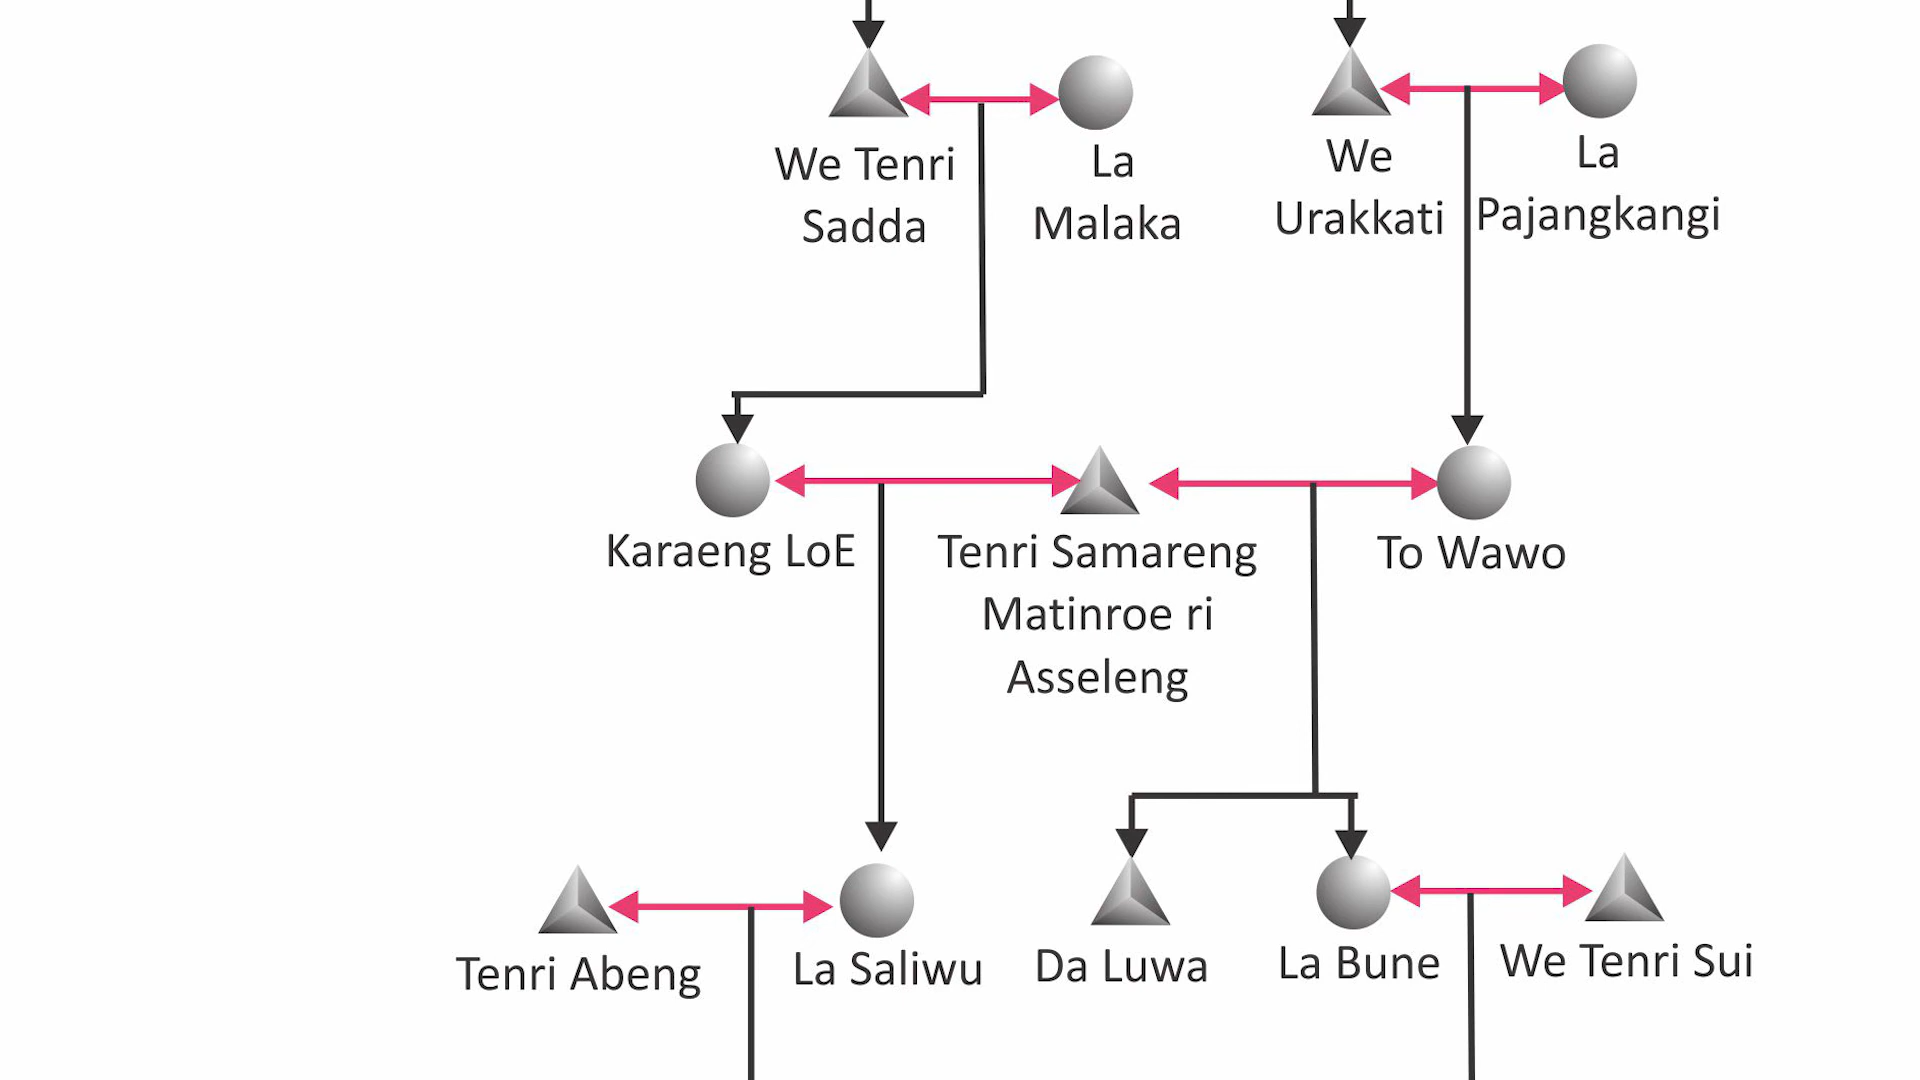 We Tenri
Sadda
La
Malaka
We
Urakkati
La
Pajangkangi
Karaeng LoE
Tenri Samareng
Matinroe ri
Asseleng
To Wawo
Tenri Abeng
La Saliwu
Da Luwa
La Bune
We Tenri Sui